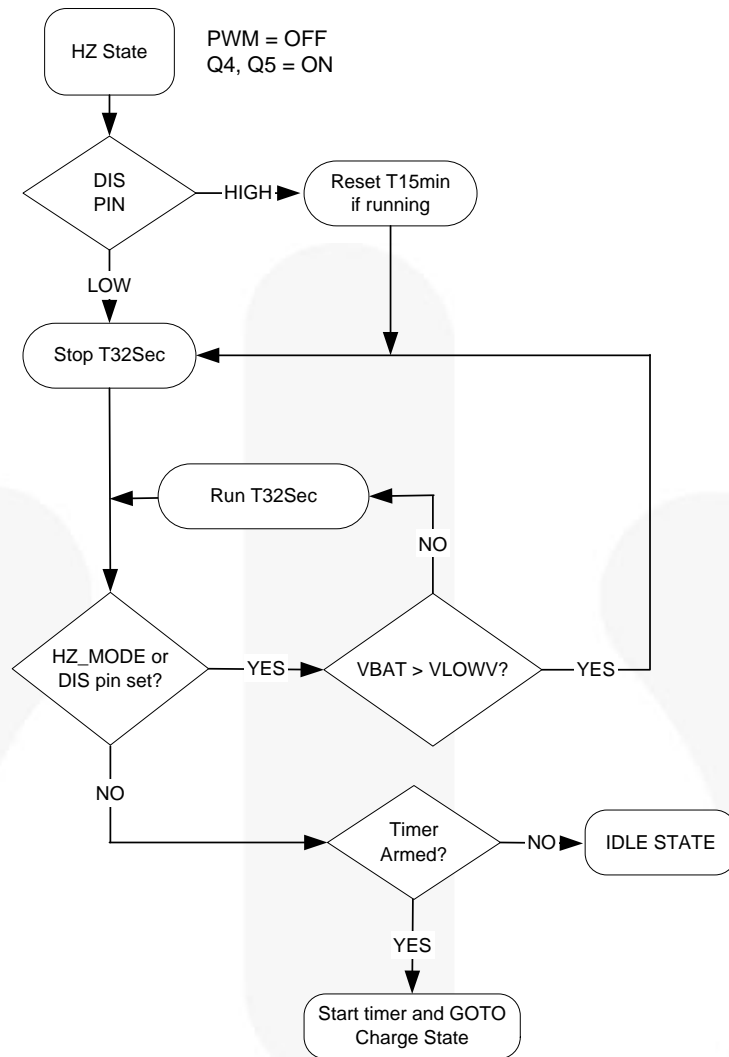 HZ State
PWM = OFF
Q4, Q5 = ON
DIS
PIN
HIGH
Reset T15min
if running
LOW
Stop T32Sec
Run T32Sec
NO
HZ_MODE or
DIS pin set?
YES
VBAT > VLOWV?
YES
NO
Timer
Armed?
NO
IDLE STATE
YES
Start timer and GOTO
Charge State